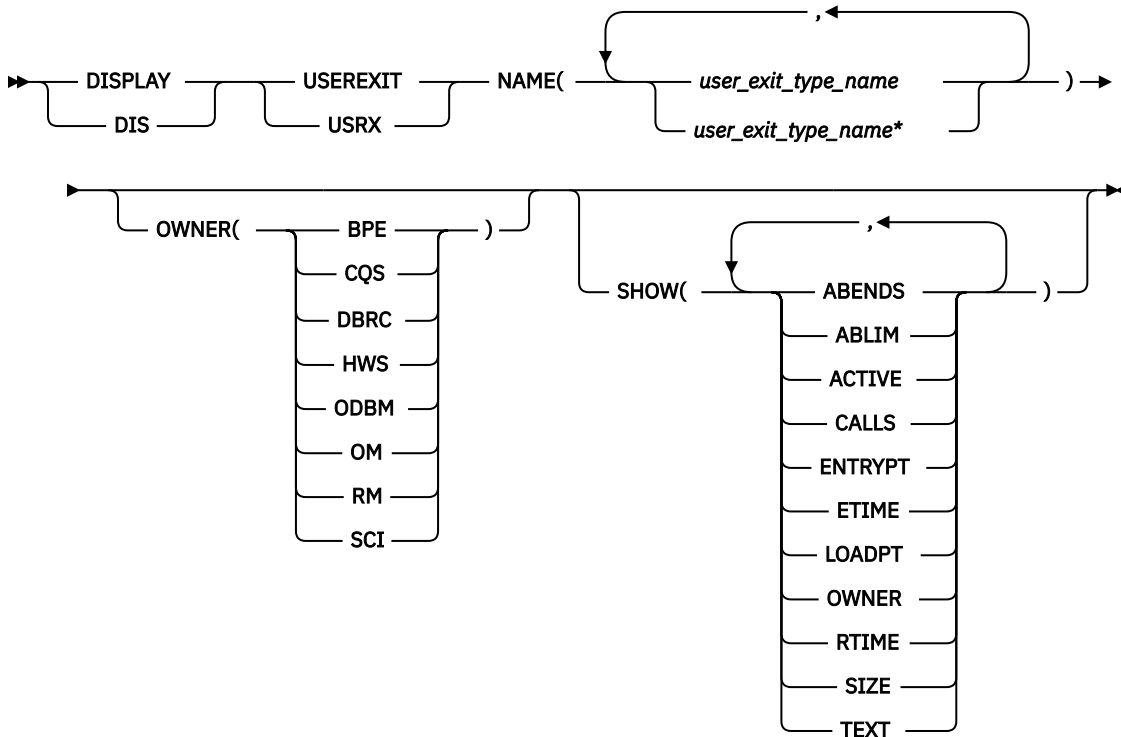 ,
DISPLAY USEREXIT NAME( user_exit_type_name )
DIS USRX user_exit_type_name*
OWNER( BPE )
CQS
DBRC
HWS
ODBM
OM
RM
SCI
,
SHOW( ABENDS )
ABLIM
ACTIVE
CALLS
ENTRYPT
ETIME
LOADPT
OWNER
RTIME
SIZE
TEXT